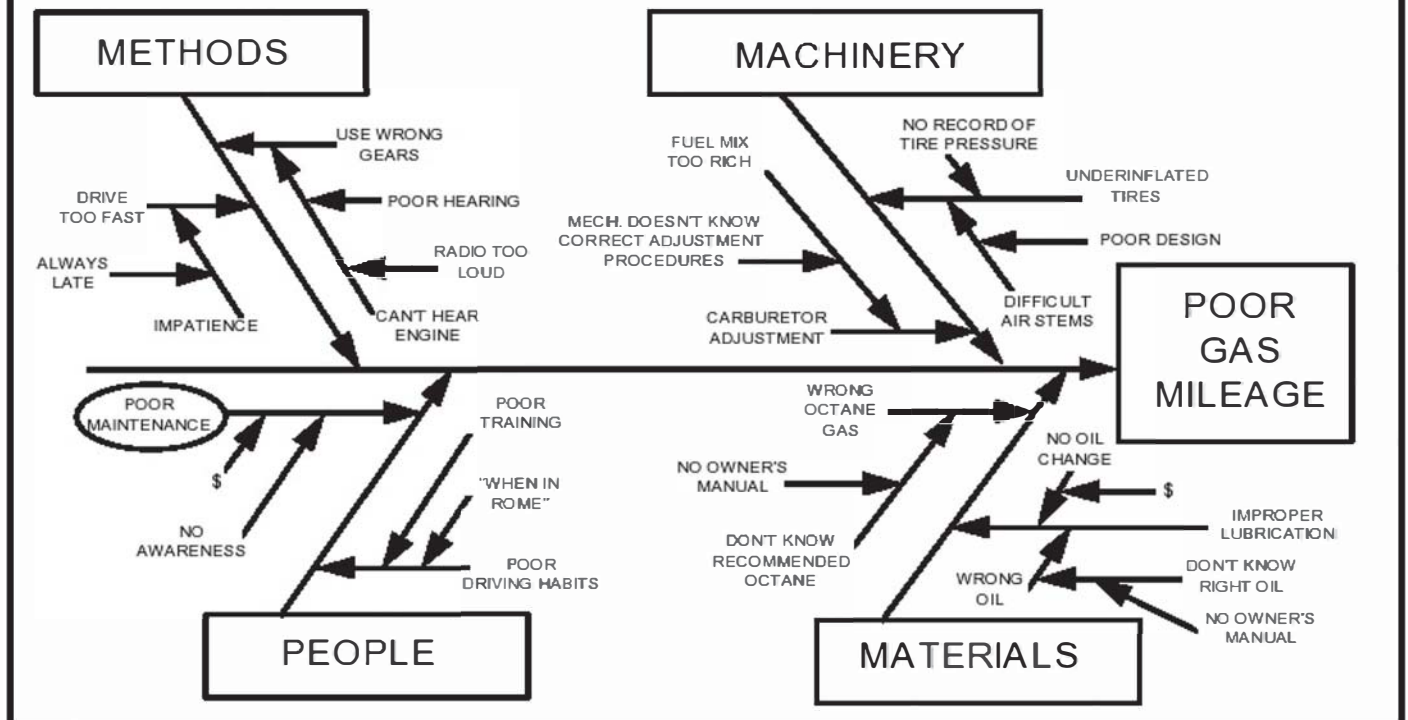 METHODS
MACHINERY
USE WRONG
GEARS
DRIVE
TOO FAST
POOR HEARING
ALWAYS
LATE
RADIO TOO
LOUD
IMPATIENCE
CAN'T HEAR
ENGINE
FUEL MIX
TOO RICH
NO RECORD OF
TIRE PRESSURE
UNDERINFLATED
TIRES
MECH. DOESN'T KNOW
CORRECT ADJUSTMENT
PROCEDURES
POOR DESIGN
CARBURETOR
ADJUSTMENT
DIFFICULT
AIR STEMS
POOR
GAS
MILEAGE
POOR
MAINTENANCE
$
NO
AWARENESS
POOR
TRAINING
"WHEN IN
ROME"
POOR
DRIVING HABITS
WRONG
OCTANE
GAS
NO OWNER'S
MANUAL
DON'T KNOW
RECOMMENDED
OCTANE
NO OIL
CHANGE
$
IMPROPER
LUBRICATION
WRONG
OIL
DON'T KNOW
RIGHT OIL
NO OWNER'S
MANUAL
PEOPLE
MATERIALS